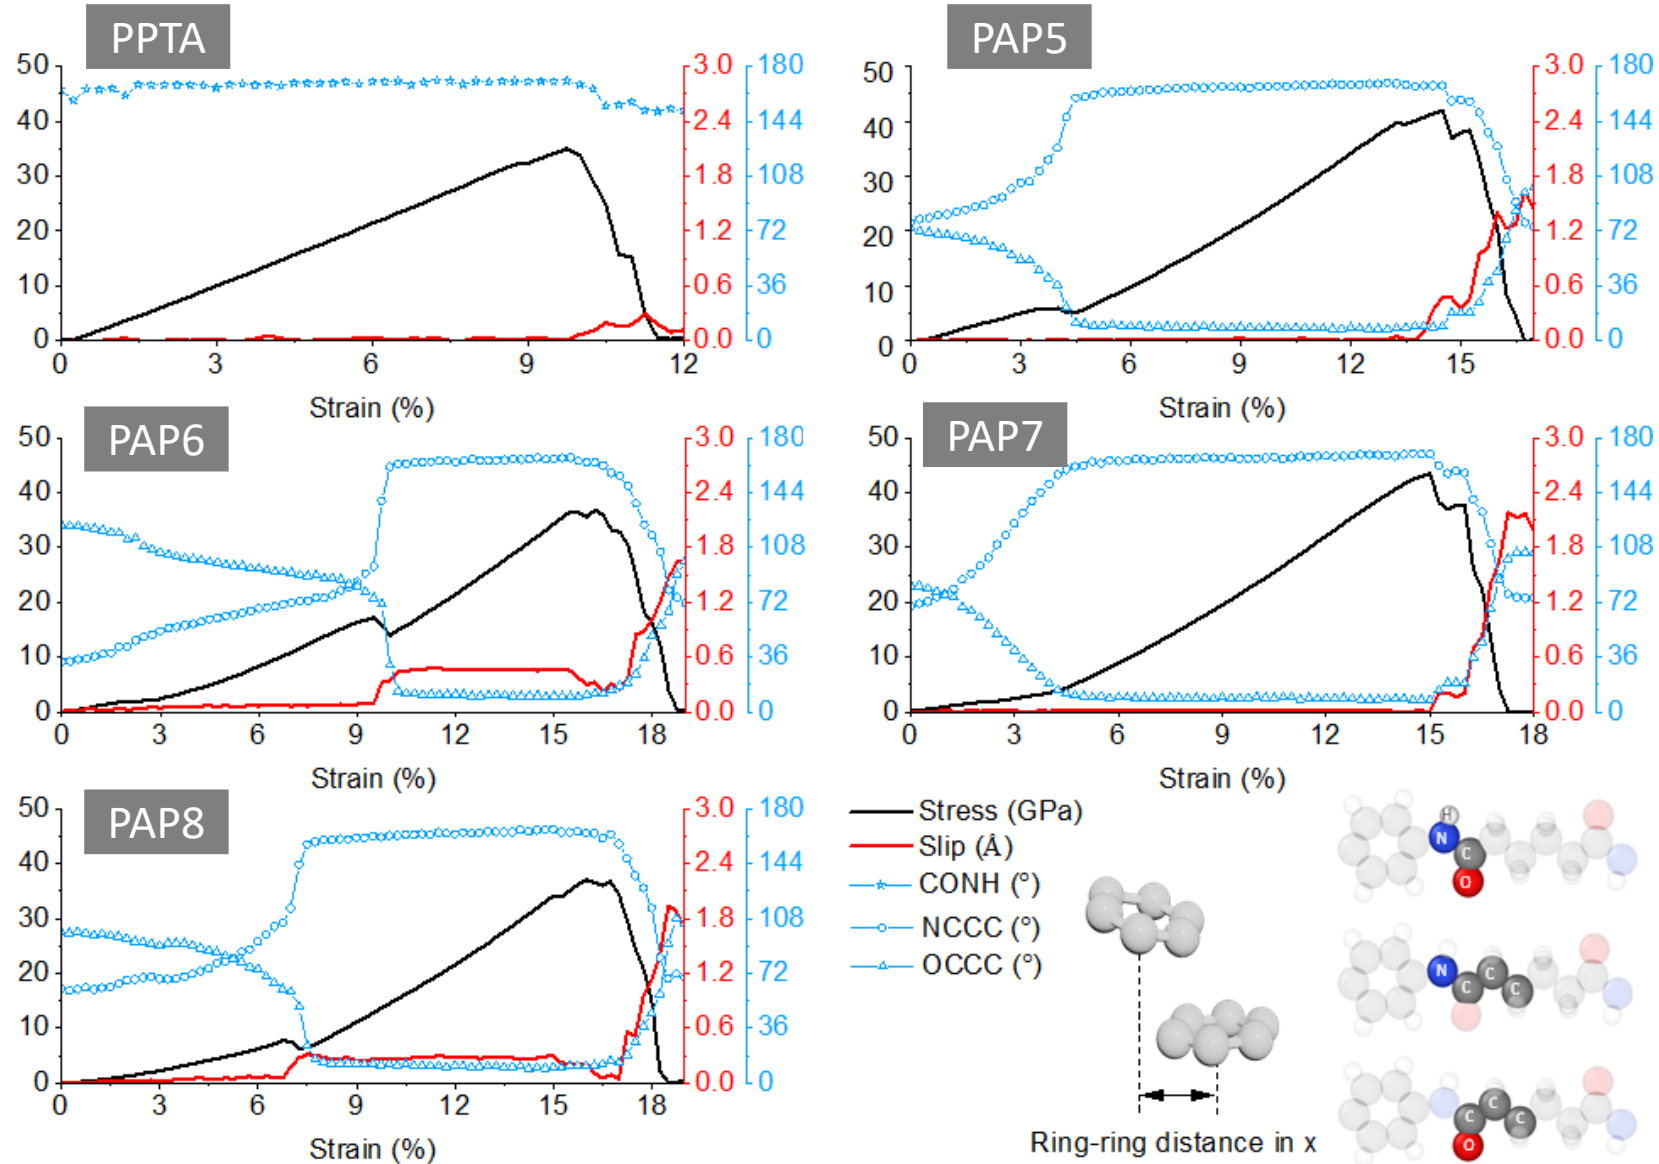 PPTA
PAP5
50
40
30
20
10
0
0 3 6 9 12
Strain (%)
3.0
2.4
1.8
1.2
0.6
0.0
180
144
108
72
36
0
50
40
30
20
10
0
0 3 6 9 12 15
Strain (%)
3.0
2.4
1.8
1.2
0.6
0.0
180
144
108
72
36
0
PAP6
PAP7
50
40
30
20
10
0
0 3 6 9 12 15 18
Strain (%)
3.0
2.4
1.8
1.2
0.6
0.0
180
144
108
72
36
0
50
40
30
20
10
0
0 3 6 9 12 15 18
Strain (%)
3.0
2.4
1.8
1.2
0.6
0.0
180
144
108
72
36
0
PAP8
50
40
30
20
10
0
0 3 6 9 12 15 18
Strain (%)
3.0
2.4
1.8
1.2
0.6
0.0
180
144
108
72
36
0
Stress (GPa)
Slip (Å)
CONH (°)
NCCC (°)
OCCC (°)
Ring-ring distance in x
H
N
C
O
N
C
C
C
C
C
C
O